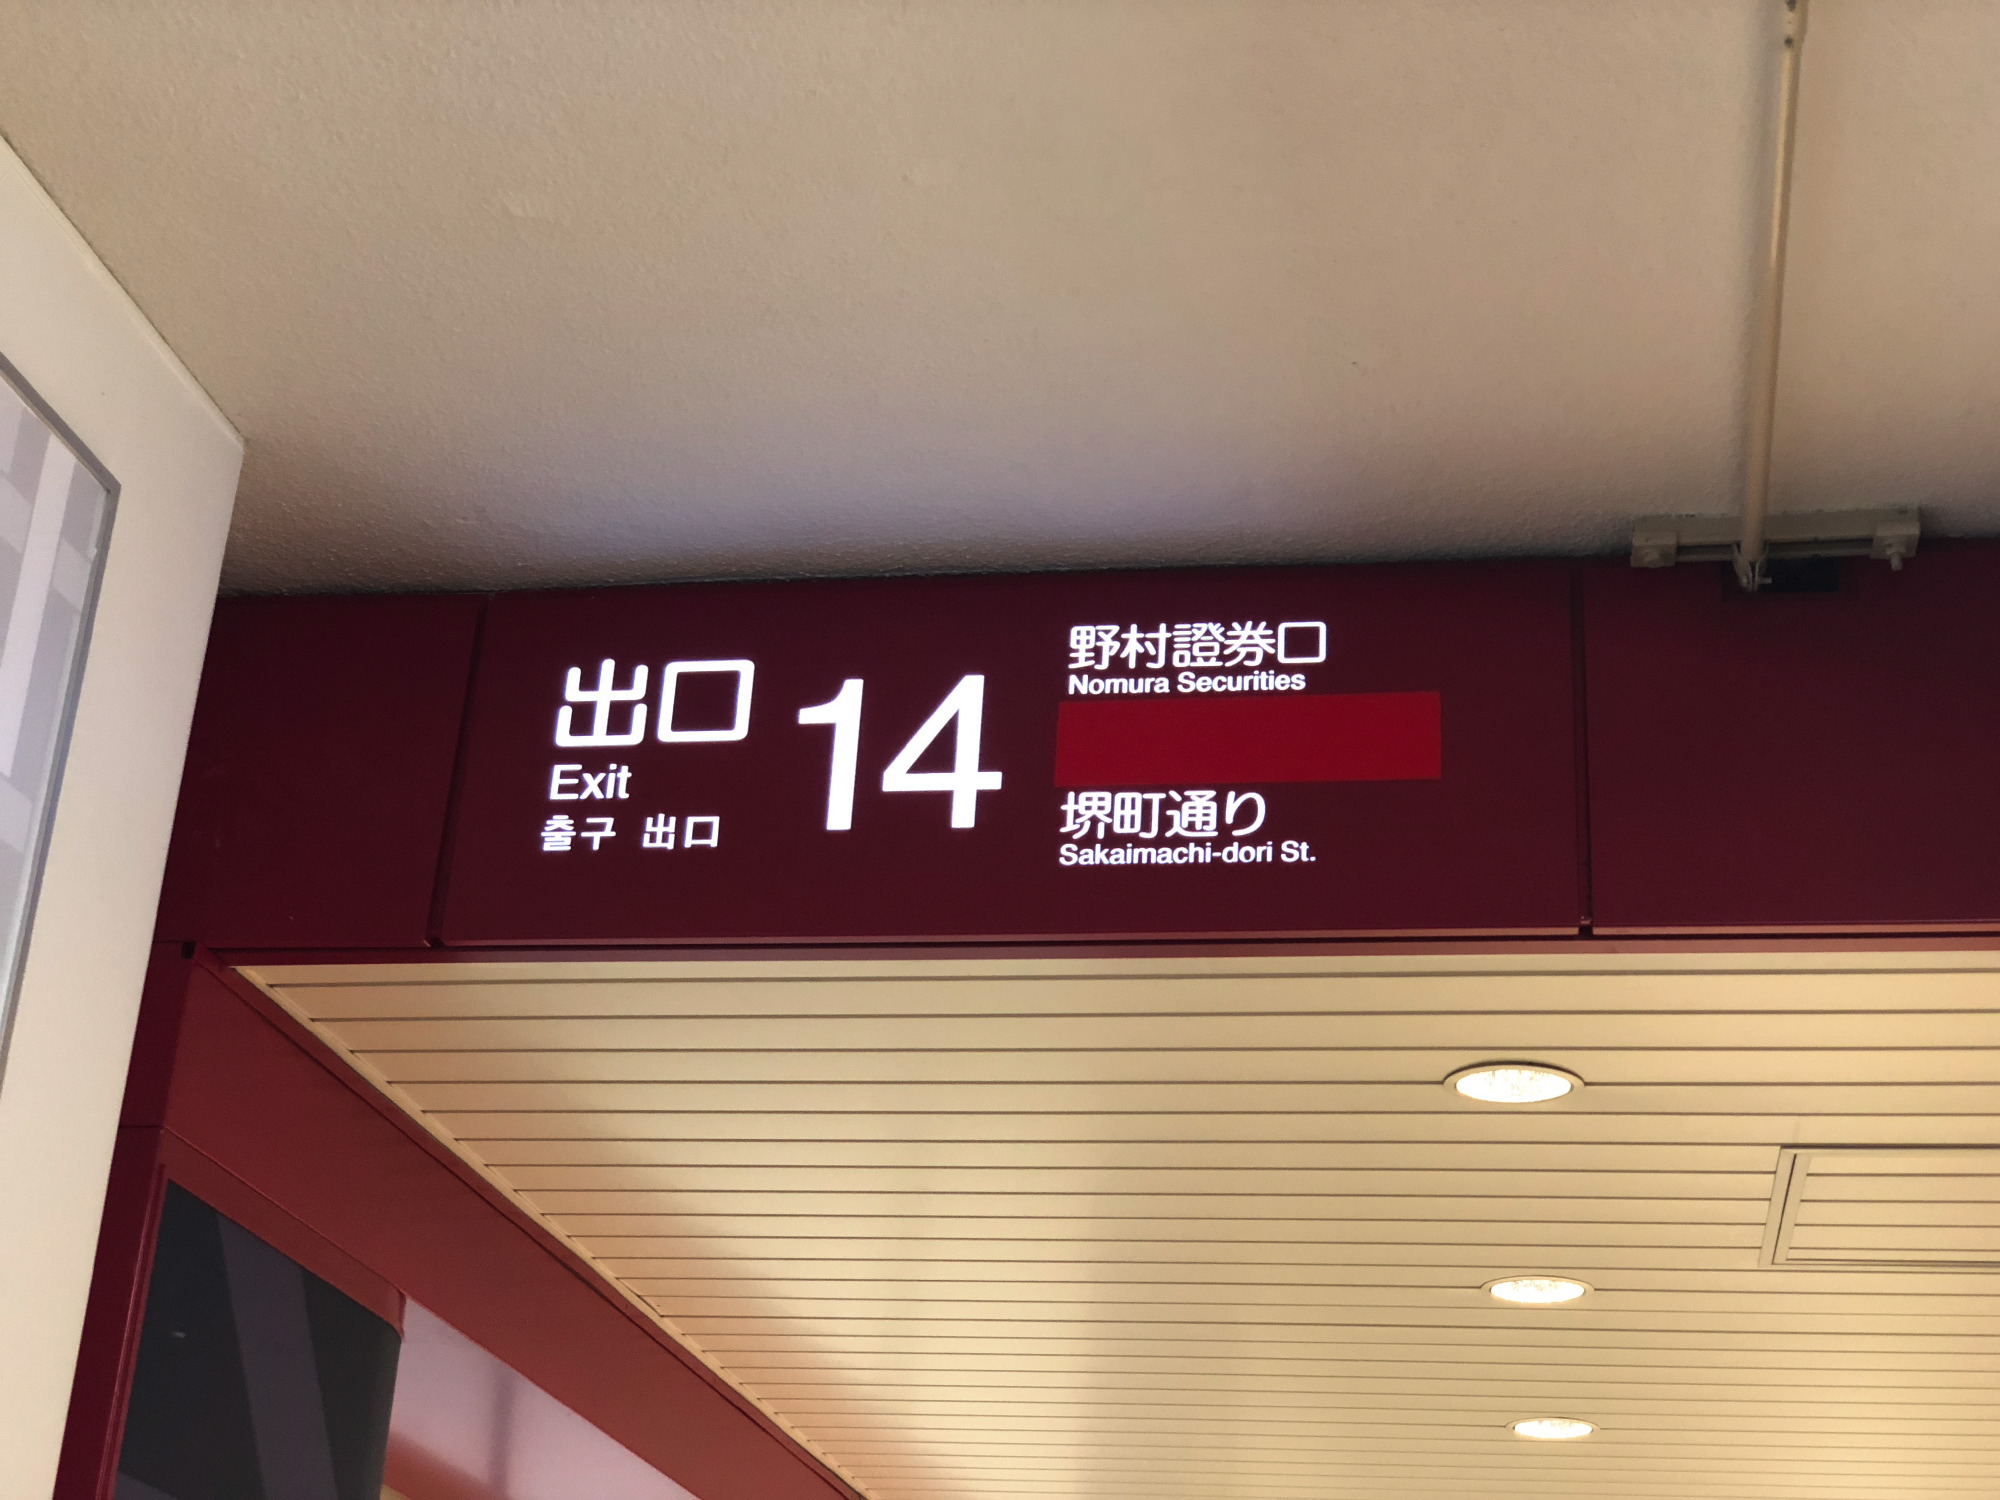 出口
Exit
출구 出口
14
野村證券口
Nomura Securities
堺町通り
Sakaimachi-dori St.